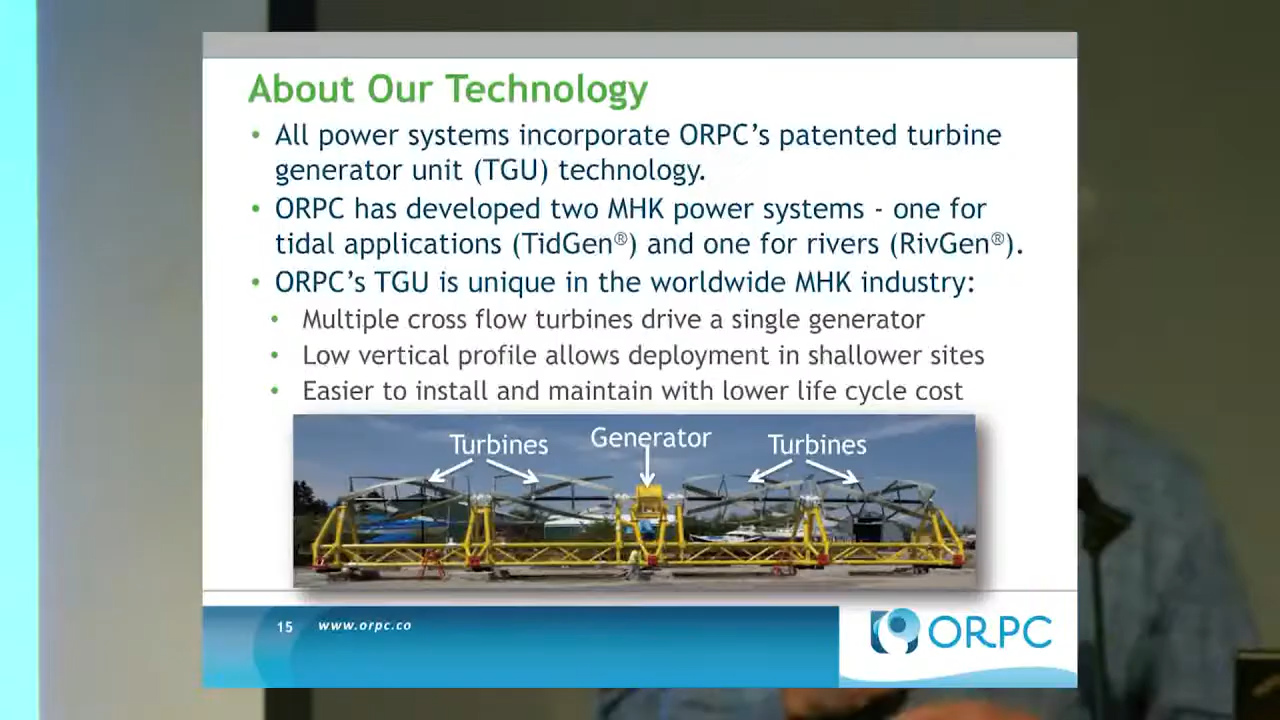 About Our Technology
• All power systems incorporate ORPC’s patented turbine
generator unit (TGU) technology.
• ORPC has developed two MHK power systems - one for
tidal applications (TidGen®) and one for rivers (RivGen®).
• ORPC’s TGU is unique in the worldwide MHK industry:
• Multiple cross flow turbines drive a single generator
• Low vertical profile allows deployment in shallower sites
• Easier to install and maintain with lower life cycle cost
Turbines Generator Turbines
15 www.orpc.co
ORPC